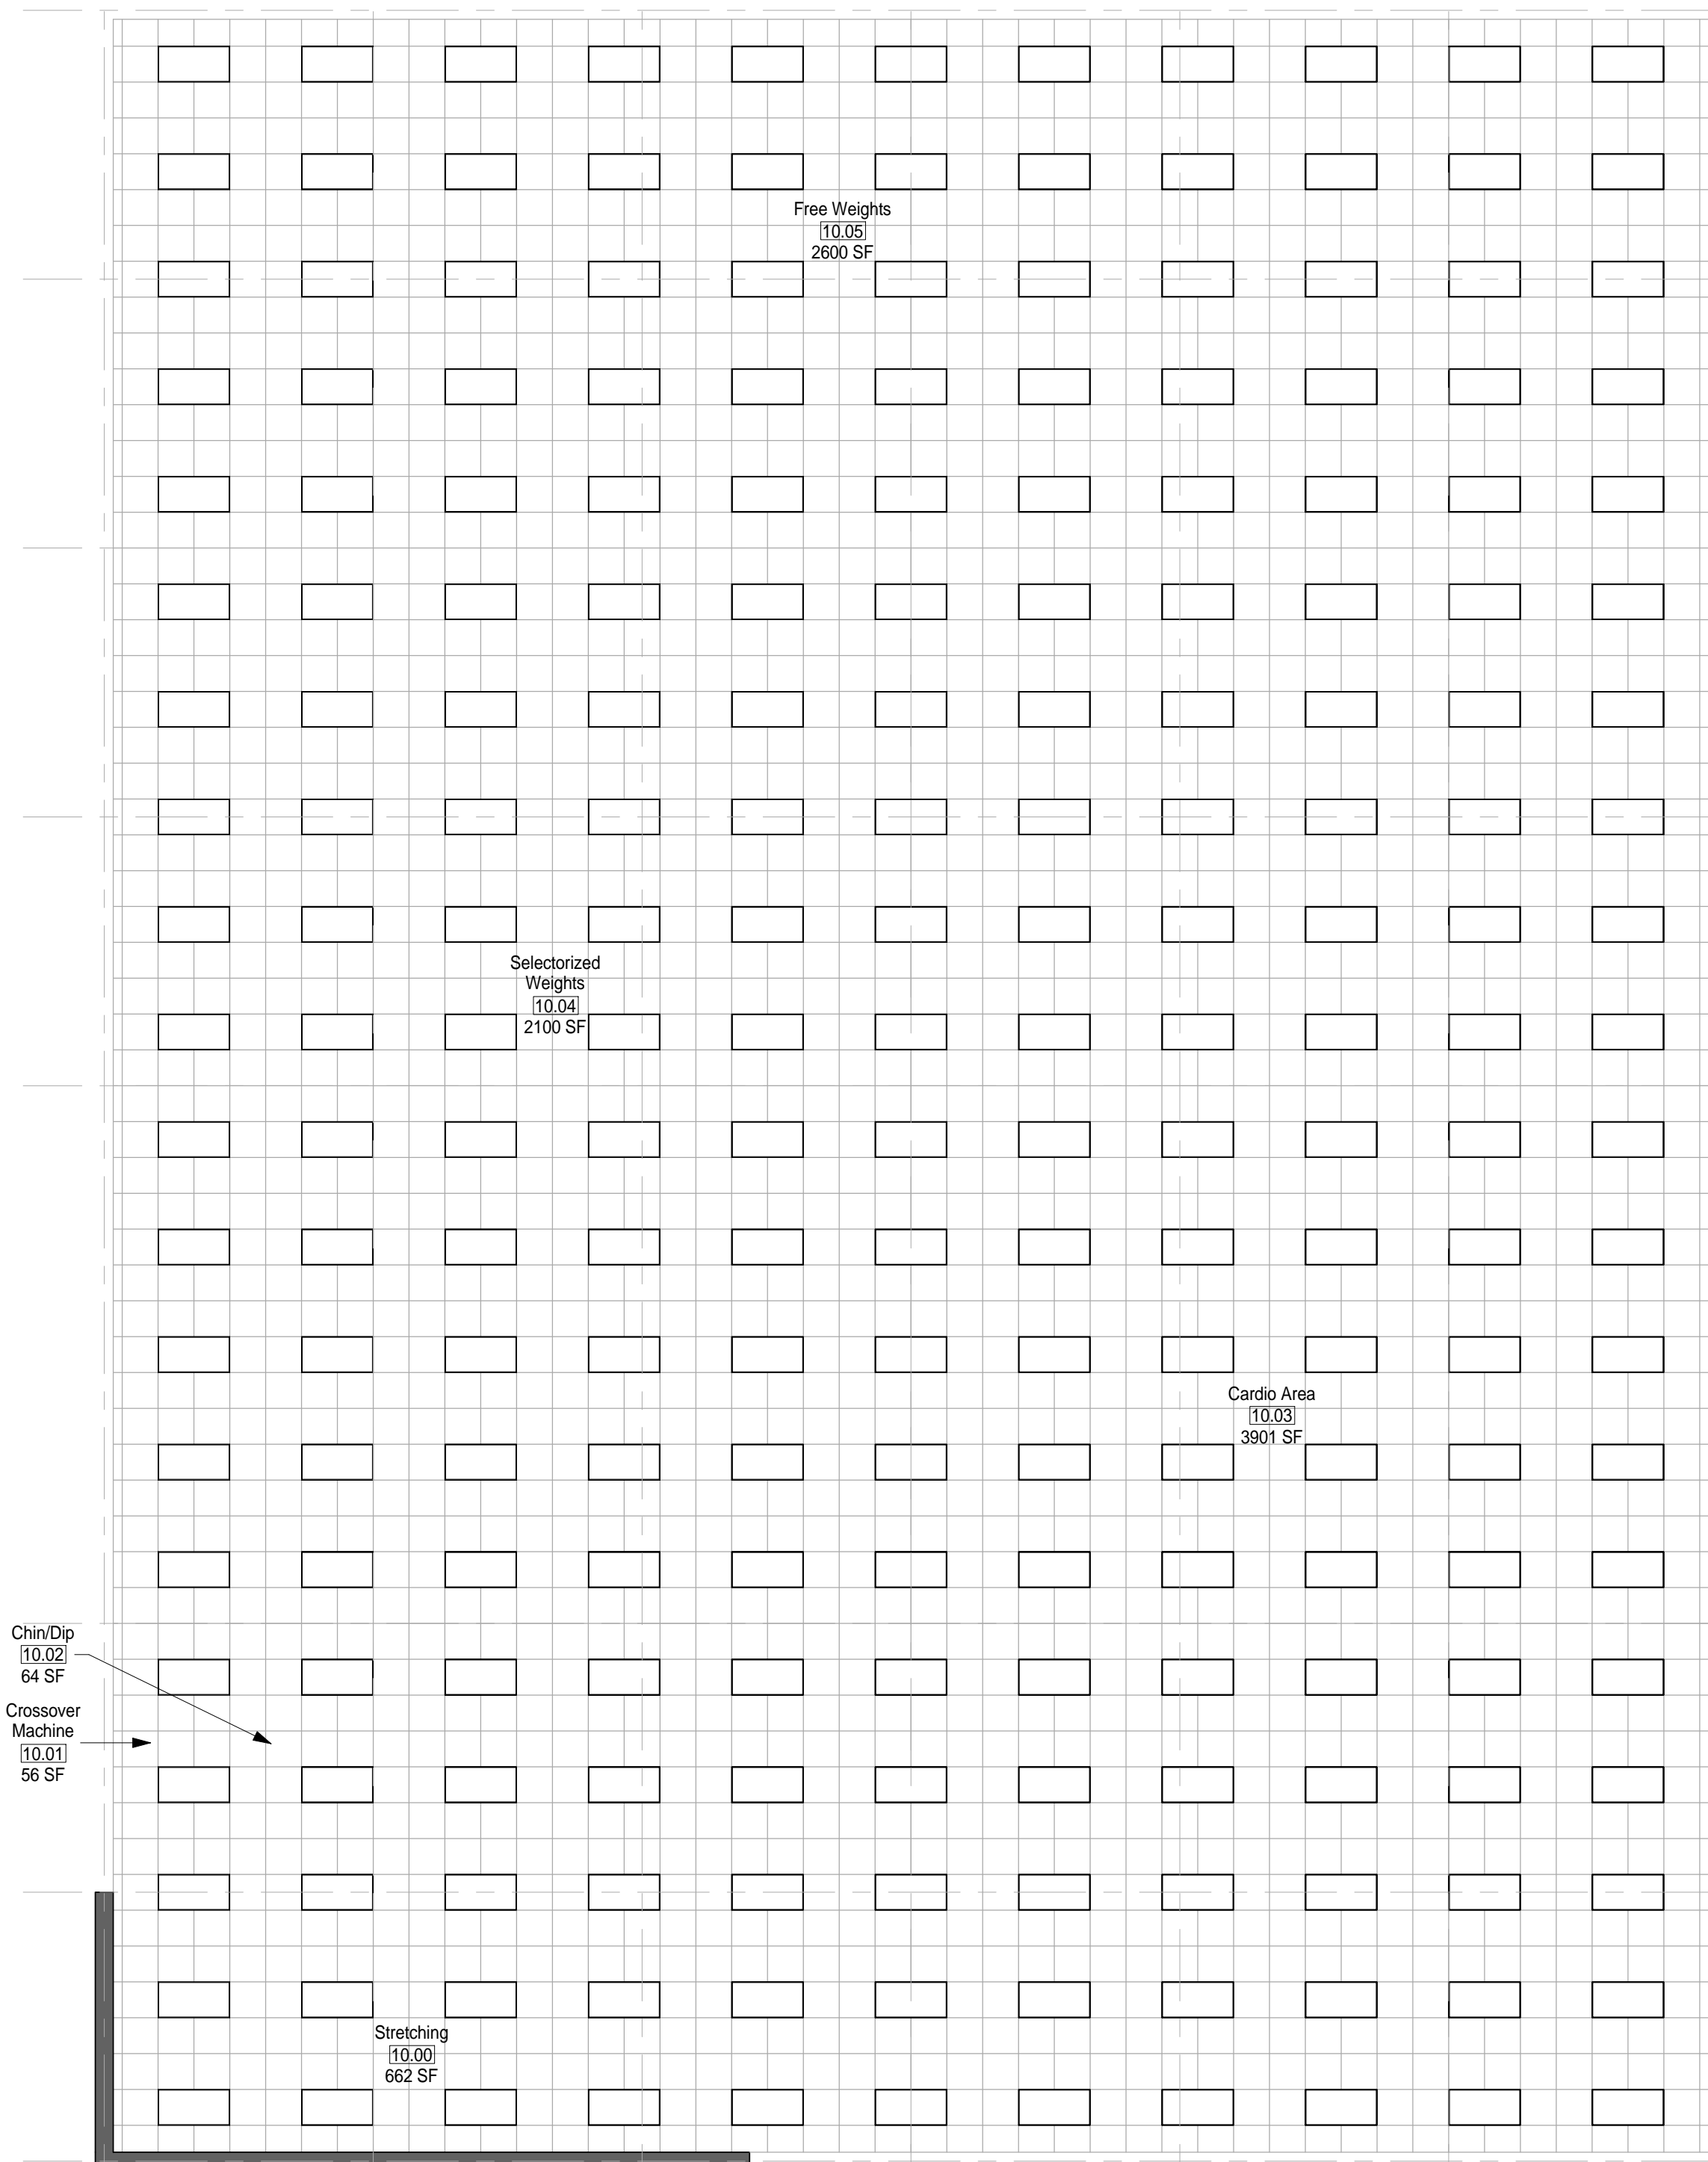 Free Weights
10.05
2600 SF
Selectorized
Weights
10.04
2100 SF
Cardio Area
10.03
3901 SF
Chin/Dip
10.02
64 SF
Crossover
Machine
10.01
56 SF
Stretching
10.00
662 SF